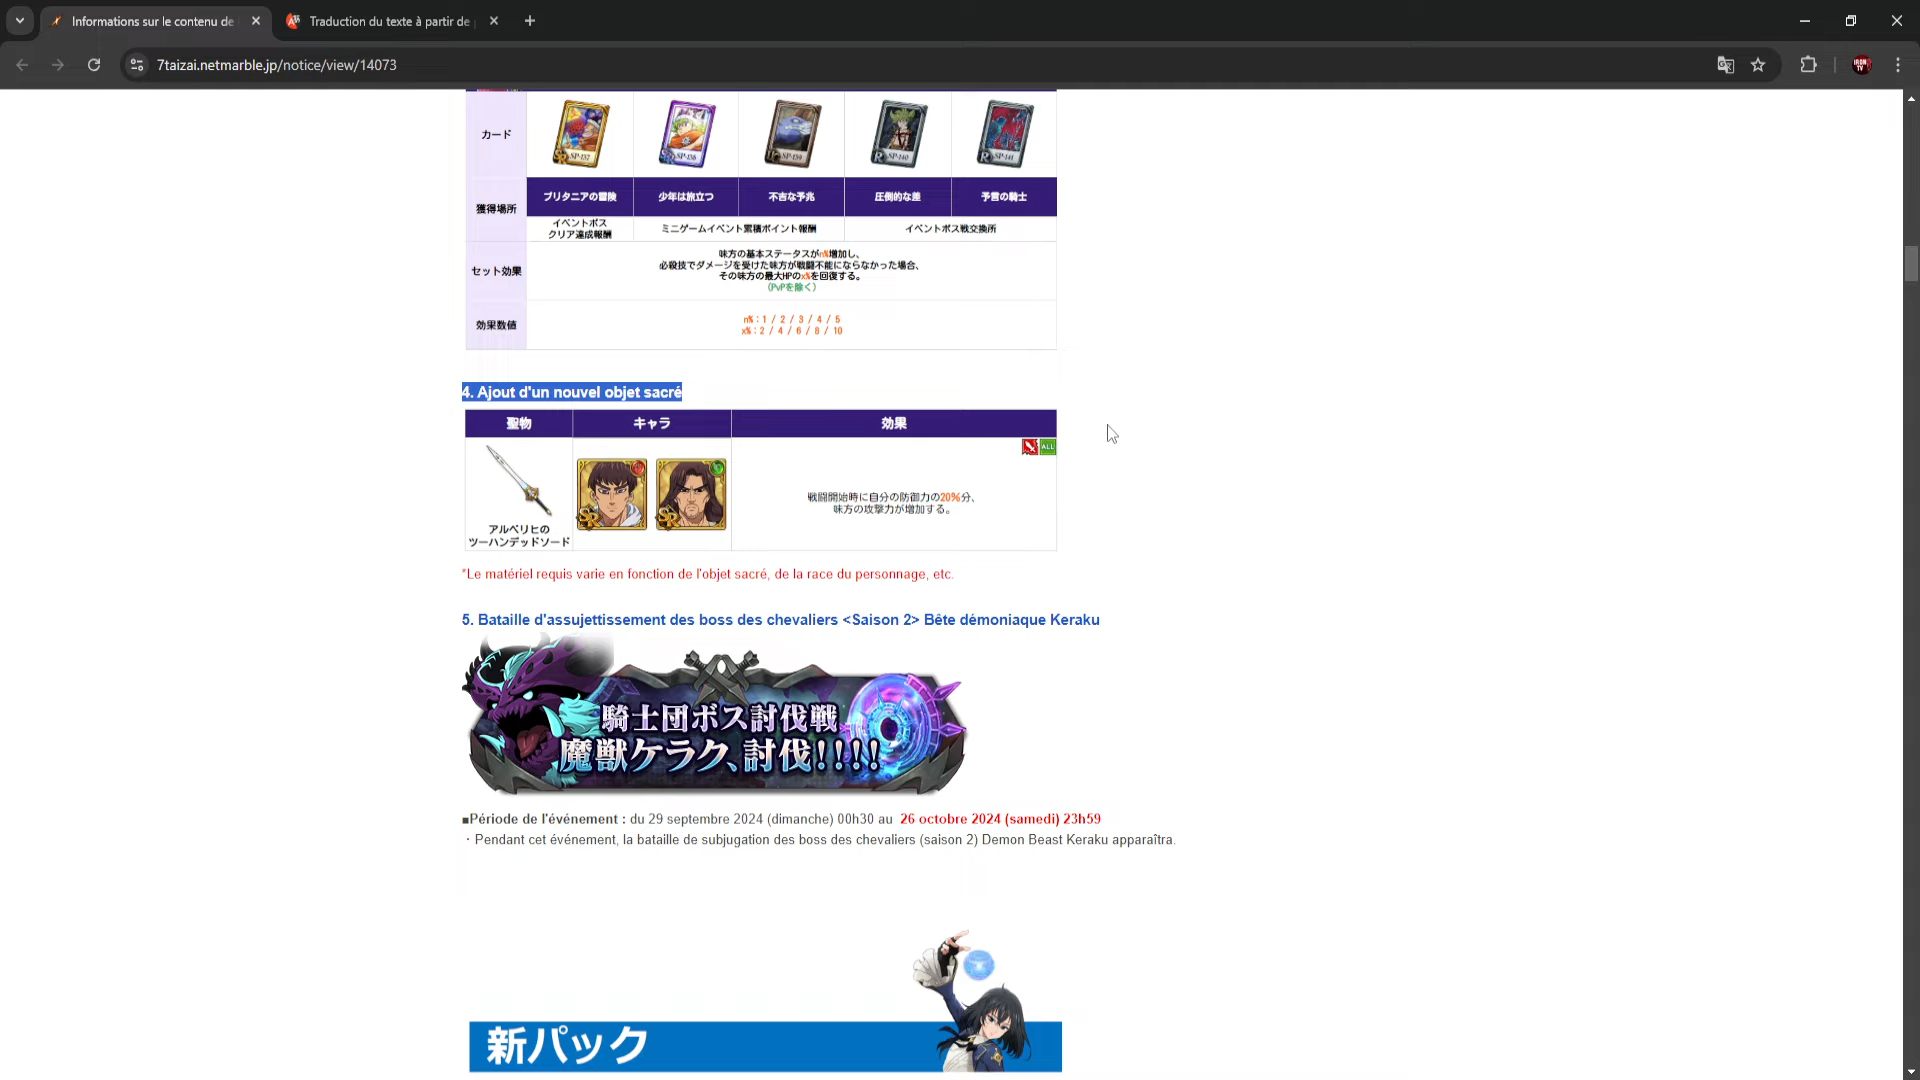 Informations sur le contenu de
Traduction du texte à partir de
7taizai.netmarble.jp/notice/view/14073
カード
SP-137
SP-138
SP-139
SP-140
SP-141
獲得場所
ブリタニアの冒険
少年は旅立つ
不吉な予兆
圧倒的な差
予言の騎士
イベントボス
クリア達成報酬
ミニゲームイベント累積ポイント報酬
イベントボス戦交換所
セット効果
味方の基本ステータスがn%増加し、
必殺技でダメージを受けた味方が戦闘不能にならなかった場合、
その味方の最大HPのx%を回復する。
(PvPを除く)
効果数値
n%：1 / 2 / 3 / 4 / 5
x%：2 / 4 / 6 / 8 / 10
4. Ajout d'un nouvel objet sacré
聖物
キャラ
効果
ALL
SR
SR
戦闘開始時に自分の防御力の20%分、
味方の攻撃力が増加する。
アルベリヒの
ツーハンデッドソード
*Le matériel requis varie en fonction de l'objet sacré, de la race du personnage, etc.
5. Bataille d'assujettissement des boss des chevaliers <Saison 2> Bête démoniaque Keraku
騎士団ボス討伐戦
魔獣ケラク、討伐!!!!
■Période de l'événement : du 29 septembre 2024 (dimanche) 00h30 au 26 octobre 2024 (samedi) 23h59
・Pendant cet événement, la bataille de subjugation des boss des chevaliers (saison 2) Demon Beast Keraku apparaîtra.
新パック